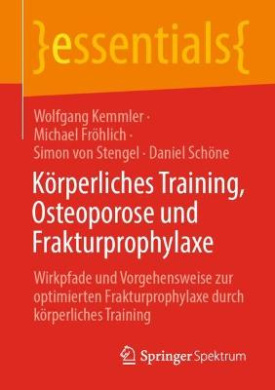 }essentials{
Wolfgang Kemmler ·
Michael Fröhlich ·
Simon von Stengel · Daniel Schöne
Körperliches Training,
Osteoporose und
Frakturprophylaxe
Wirkpfade und Vorgehensweise zur
optimierten Frakturprophylaxe durch
körperliches Training
Springer Spektrum